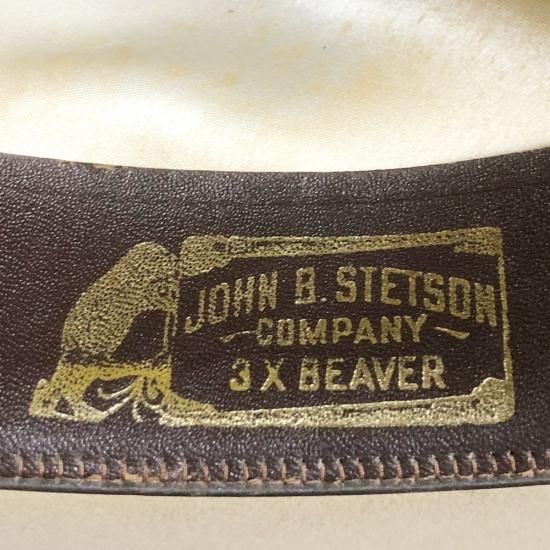 JOHN B. STETSON
COMPANY
3 X BEAVER